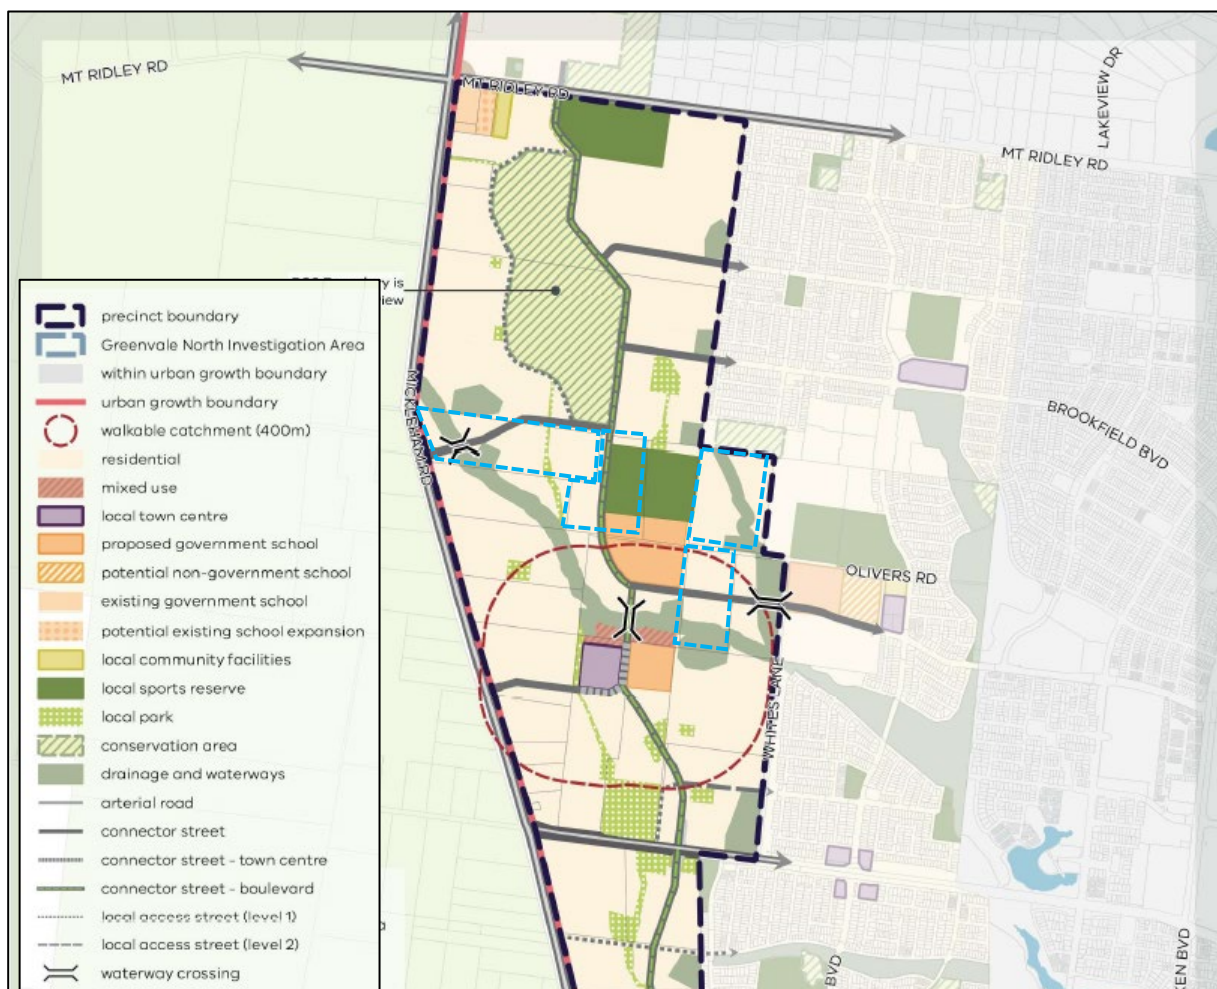 LAKEVIEW DR
MT RIDLEY RD
MT RIDLEY RD
MT RIDLEY RD
y is
iew
MICKLEHAM RD
BROOKFIELD BVD
OLIVERS RD
WHITES LANE
precinct boundary
Greenvale North Investigation Area
within urban growth boundary
urban growth boundary
walkable catchment (400m)
residential
mixed use
local town centre
proposed government school
potential non-government school
existing government school
potential existing school expansion
local community facilities
local sports reserve
local park
conservation area
drainage and waterways
arterial road
connector street
connector street - town centre
connector street - boulevard
local access street (level 1)
local access street (level 2)
waterway crossing
a
BVD
KEN BVD